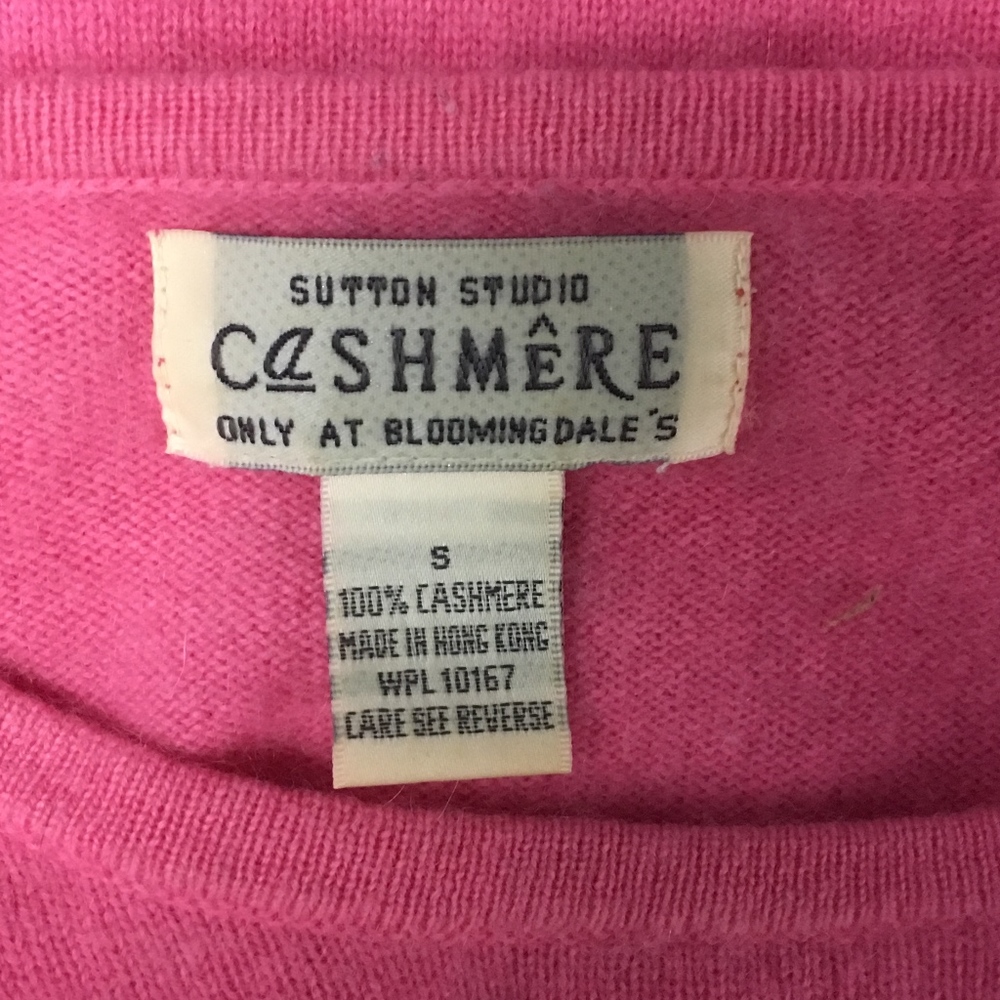 SUTTON STUDIO
CaSHMÊRE
ONLY AT BLOOMINGDALE'S
S
100% CASHMERE
MADE IN HONG KONG
WPL 10167
CARE SEE REVERSE